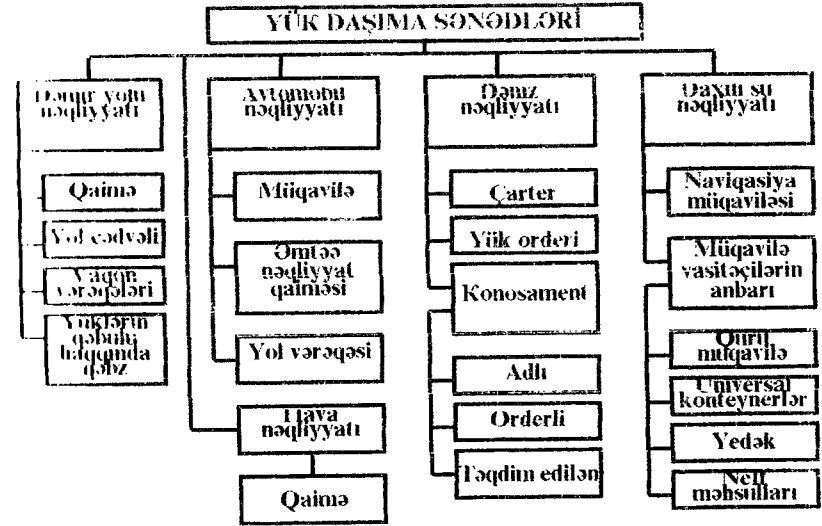 YÜK DAŞIMA SƏNƏDLƏRİ
Dəmir yolu
nəqliyyatı
Qaimə
Yol cədvəli
Vaqon
vərəqələri
Yüklərin
qəbulu
haqqında
qəbz
Avtomobil
nəqliyyatı
Müqavilə
Əmtəə
nəqliyyat
qaiməsi
Yol vərəqəsi
Hava
nəqliyyatı
Qaimə
Dəniz
nəqliyyatı
Çarter
Yük orderi
Konosament
Adlı
Orderli
Təqdim edilən
Daxili su
nəqliyyatı
Naviqasiya
müqaviləsi
Müqavilə
vasitəçilərin
anbarı
Quru
müqavilə
Universal
konteynerlər
Yedək
Neft
məhsulları